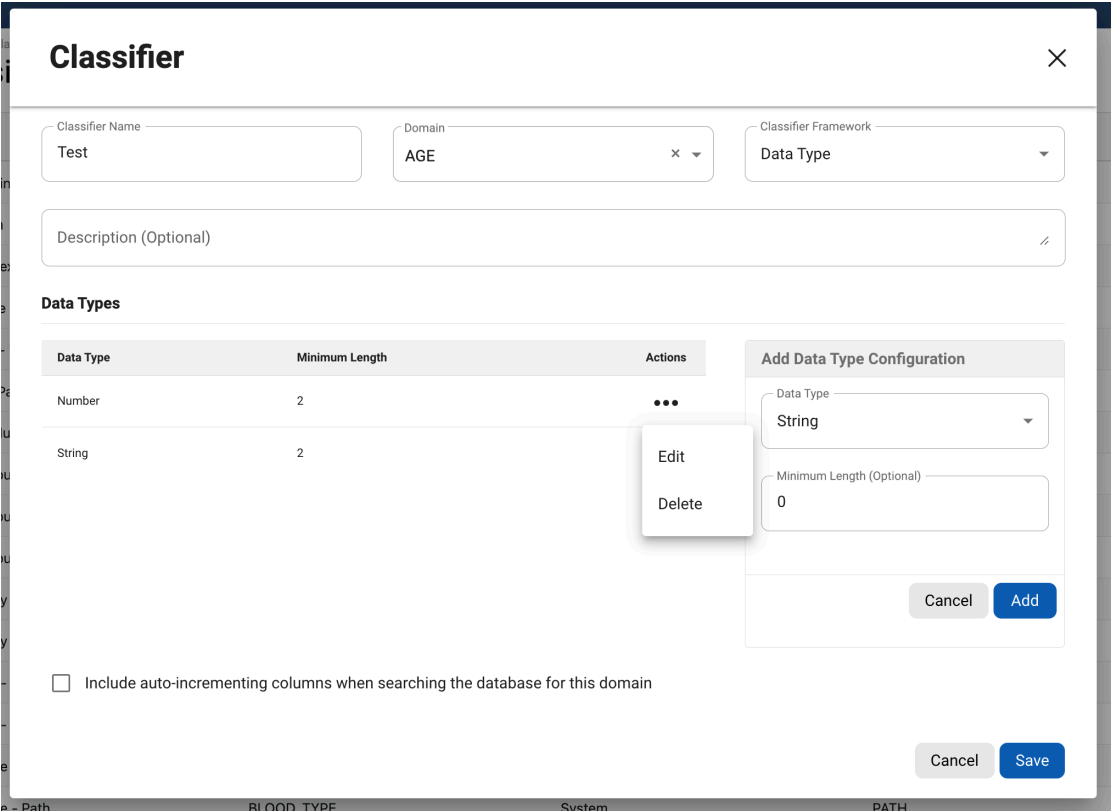 Classifier
Classifier Name
Domain
Classifier Framework
Test
AGE
Data Type
Description (Optional)
Data Types
Data Type
Minimum Length
Actions
Number
2
String
2
Edit
Delete
Add Data Type Configuration
Data Type
String
Minimum Length (Optional)
0
Cancel
Add
Include auto-incrementing columns when searching the database for this domain
Cancel
Save
e - Path
BLOOD_TYPE
System
PATH